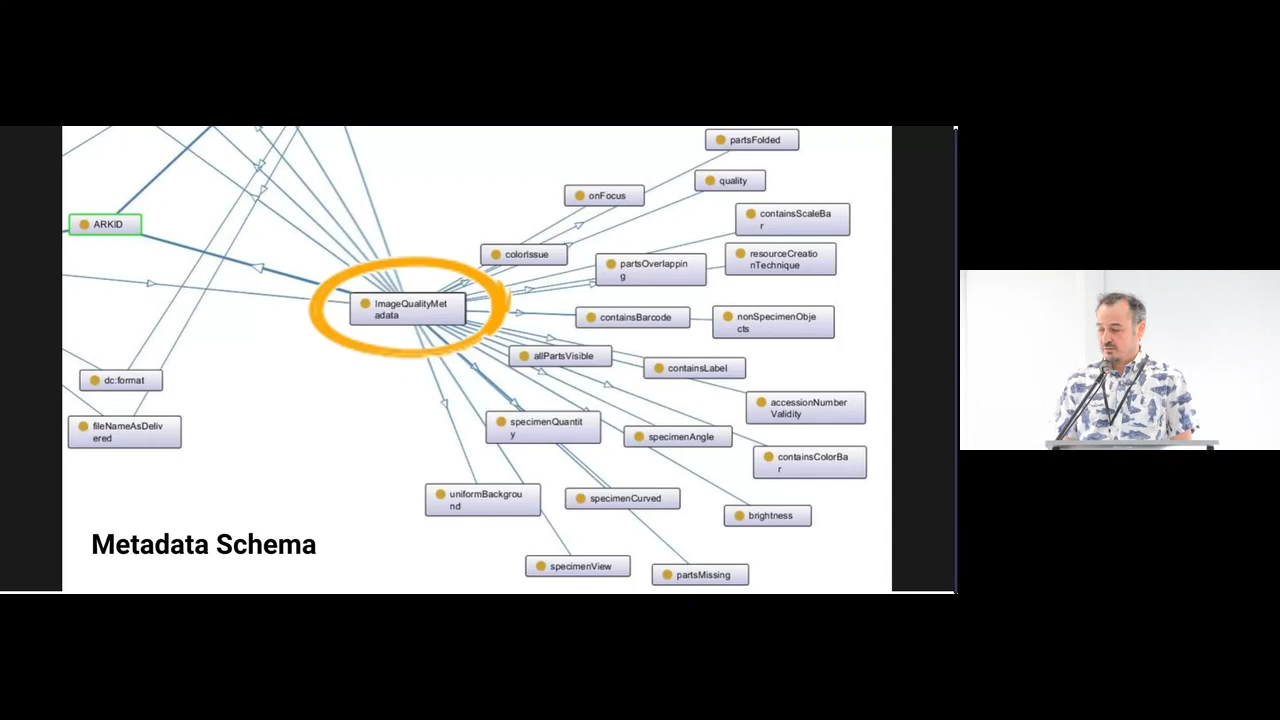 partsFolded
quality
onFocus
containsScaleBa
r
ARKID
colorIssue
resourceCreatio
nTechnique
partsOverlappin
g
ImageQualityMet
adata
containsBarcode
nonSpecimenObje
cts
allPartsVisible
containsLabel
dc:format
accessionNumber
Validity
fileNameAsDeliv
ered
specimenQuantit
y
specimenAngle
containsColorBa
r
uniformBackgrou
nd
specimenCurved
brightness
Metadata Schema
specimenView
partsMissing